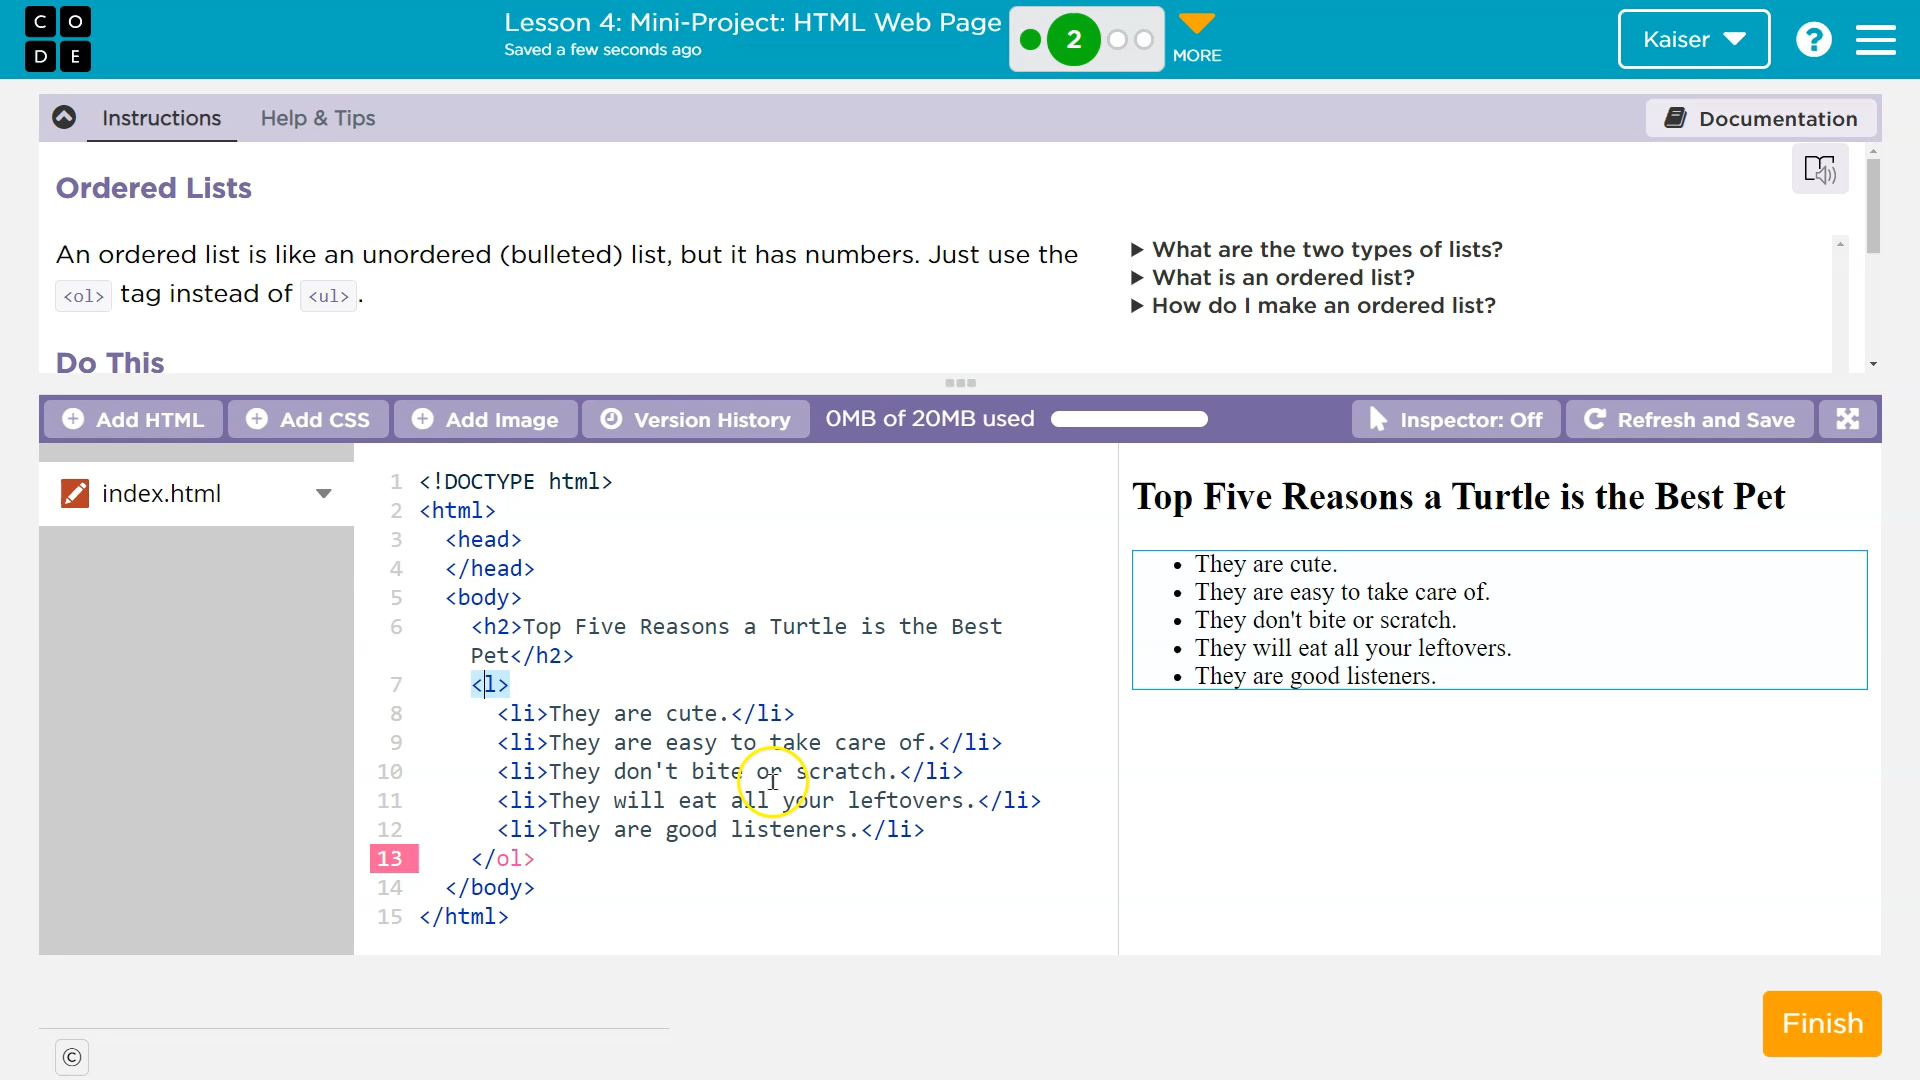 C O
D E
Lesson 4: Mini-Project: HTML Web Page
Saved a few seconds ago
2
MORE
Kaiser
?
Instructions
Help & Tips
Documentation
Ordered Lists
An ordered list is like an unordered (bulleted) list, but it has numbers. Just use the
<ol> tag instead of <ul>.
What are the two types of lists?
What is an ordered list?
How do I make an ordered list?
Do This
Add HTML
Add CSS
Add Image
Version History
0MB of 20MB used
Inspector: Off
Refresh and Save
index.html
1 <!DOCTYPE html>
2 <html>
3 <head>
4 </head>
5 <body>
6 <h2>Top Five Reasons a Turtle is the Best
Pet</h2>
7 <l>
8 <li>They are cute.</li>
9 <li>They are easy to take care of.</li>
10 <li>They don't bite or scratch.</li>
11 <li>They will eat all your leftovers.</li>
12 <li>They are good listeners.</li>
13 </ol>
14 </body>
15 </html>
Top Five Reasons a Turtle is the Best Pet
• They are cute.
• They are easy to take care of.
• They don't bite or scratch.
• They will eat all your leftovers.
• They are good listeners.
Finish
©